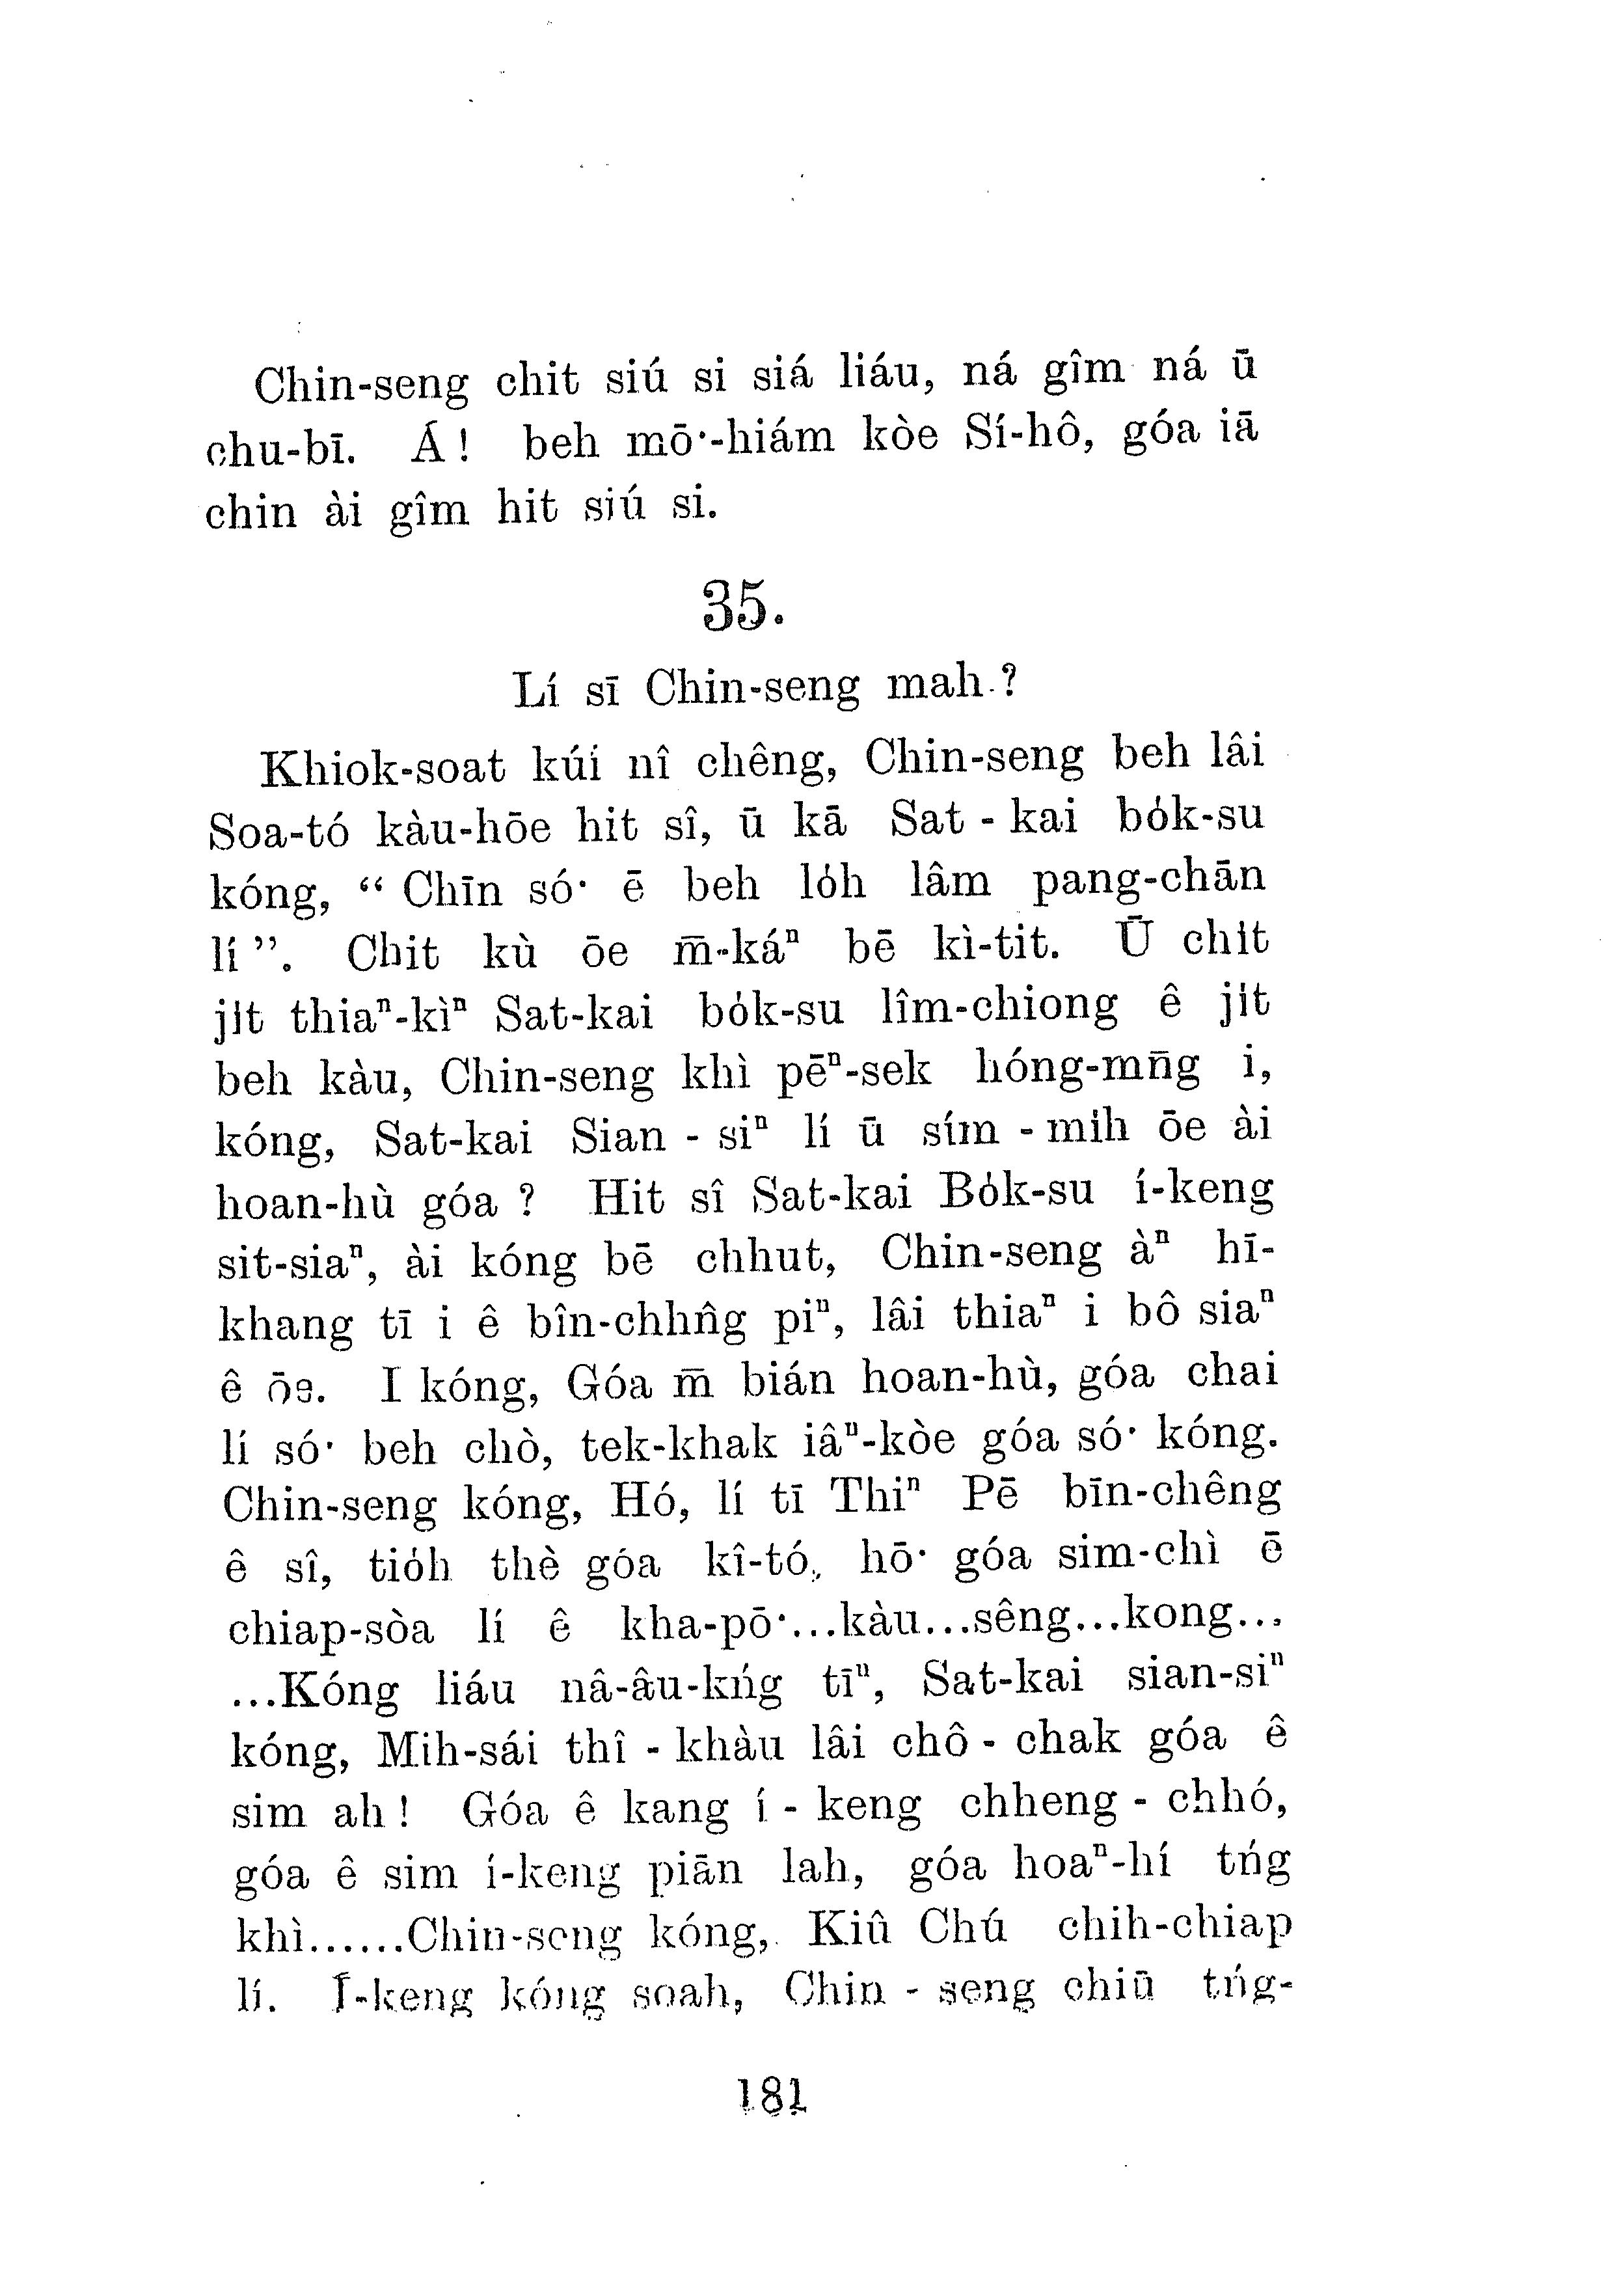 Chin-seng chit siú si siá liáu, ná gîm ná ū
chu-bī. Á! beh mō͘-hiám kòe Sí-hô, góa iā
chin ài gîm hit siú si.
35.
Lí sī Chin-seng mah?
Khiok-soat kúi nî chêng, Chin-seng beh lâi
Soa-tó kàu-hōe hit sî, ū kā Sat-kai bo̍k-su
kóng, “Chīn só͘ ē beh lo̍h lâm pang-chān
lí”. Chit kù ōe m̄-káⁿ bē kì-tit. Ū chit
ji̍t thiaⁿ-kìⁿ Sat-kai bo̍k-su lîm-chiong ê ji̍t
beh kàu, Chin-seng khì pēⁿ-sek hóng-mn̄g i,
kóng, Sat-kai Sian-siⁿ lí ū sím-mi̍h ōe ài
hoan-hù góa? Hit sî Sat-kai Bo̍k-su í-keng
sit-siaⁿ, ài kóng bē chhut, Chin-seng àⁿ hī-
khang tī i ê bîn-chhn̂g piⁿ, lâi thiaⁿ i bô siaⁿ
ê ōe. I kóng, Góa m̄ bián hoan-hù, góa chai
lí só͘ beh chò, tek-khak iâⁿ-kòe góa só͘ kóng.
Chin-seng kóng, Hó, lí tī Thiⁿ Pē bīn-chêng
ê sî, tio̍h thè góa kî-tó, hō͘ góa sim-chì ē
chiap-sòa lí ê kha-pō͘...kàu...sêng...kong...
...Kóng liáu nâ-âu-kńg tīⁿ, Sat-kai sian-siⁿ
kóng, Mih-sái thî-khàu lâi chô-chak góa ê
sim ah! Góa ê kang í-keng chheng-chhó,
góa ê sim í-keng piān lah, góa hoaⁿ-hí tńg
khì......Chin-seng kóng, Kiû Chú chih-chiap
lí. Í-keng kóng soah, Chin-seng chiū tńg-
181